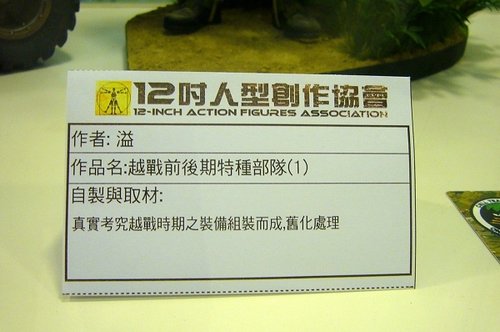 12吋人型創作協會
12-INCH ACTION FIGURES ASSOCIATION
作者: 溢
作品名:越戰前後期特種部隊(1)
自製與取材:
真實考究越戰時期之裝備組裝而成,舊化處理